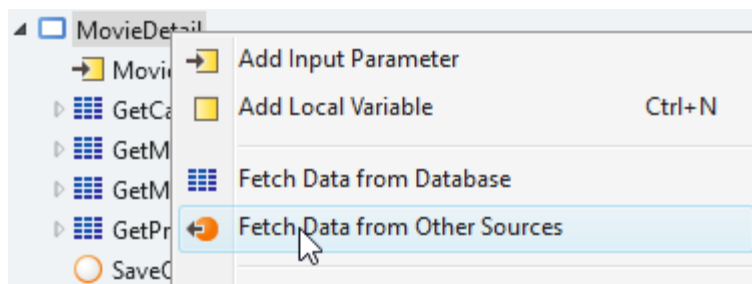 MovieDetail
Add Input Parameter
Add Local Variable Ctrl+N
Fetch Data from Database
Fetch Data from Other Sources